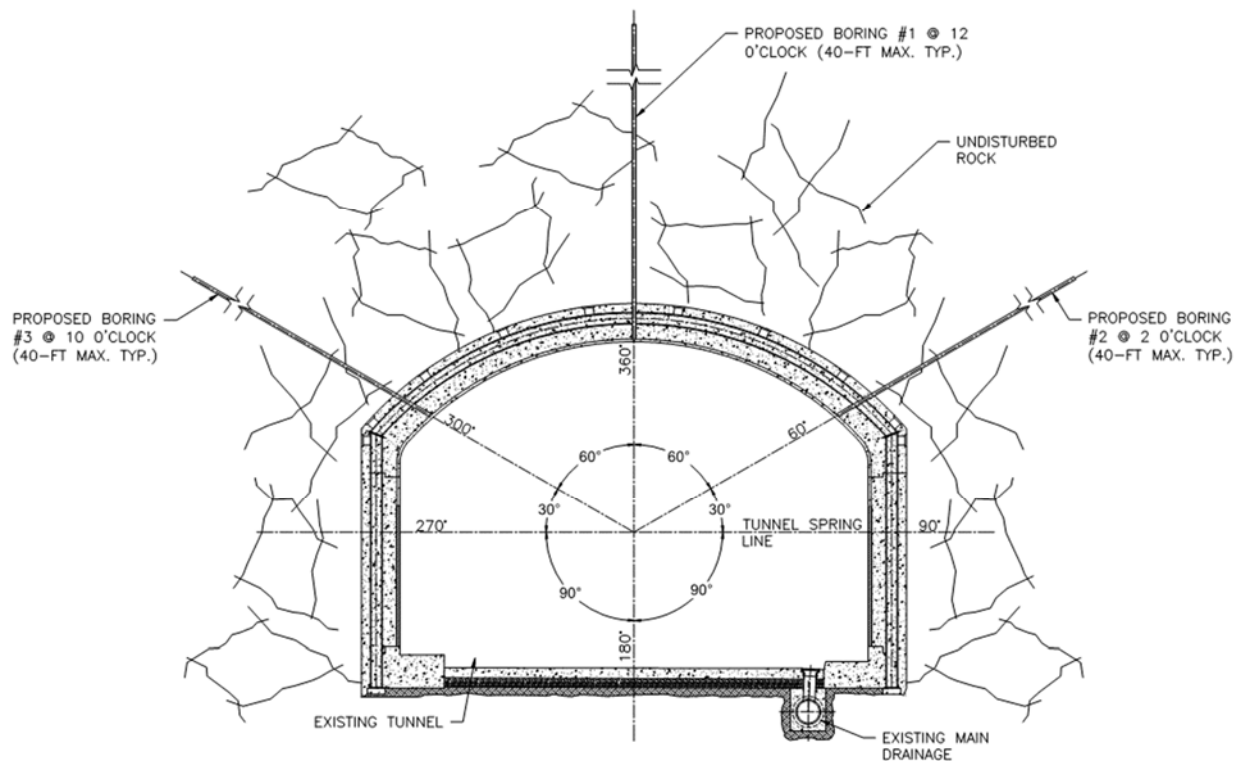 PROPOSED BORING #1 @ 12
O'CLOCK (40-FT MAX. TYP.)
UNDISTURBED
ROCK
PROPOSED BORING
#3 @ 10 O'CLOCK
(40-FT MAX. TYP.)
PROPOSED BORING
#2 @ 2 O'CLOCK
(40-FT MAX. TYP.)
360°
300°
60°
60°
60°
30°
30°
270°
TUNNEL SPRING
LINE
90°
90°
90°
180°
EXISTING TUNNEL
EXISTING MAIN
DRAINAGE